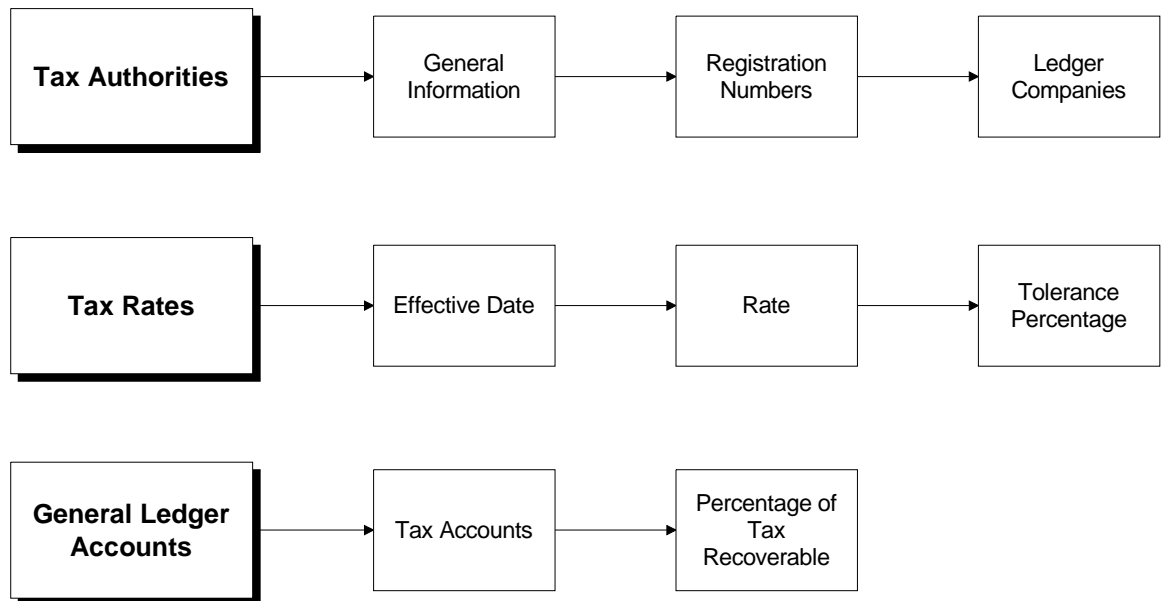 Tax Authorities
General
Information
Registration
Numbers
Ledger
Companies
Tax Rates
Effective Date
Rate
Tolerance
Percentage
General Ledger
Accounts
Tax Accounts
Percentage of
Tax
Recoverable